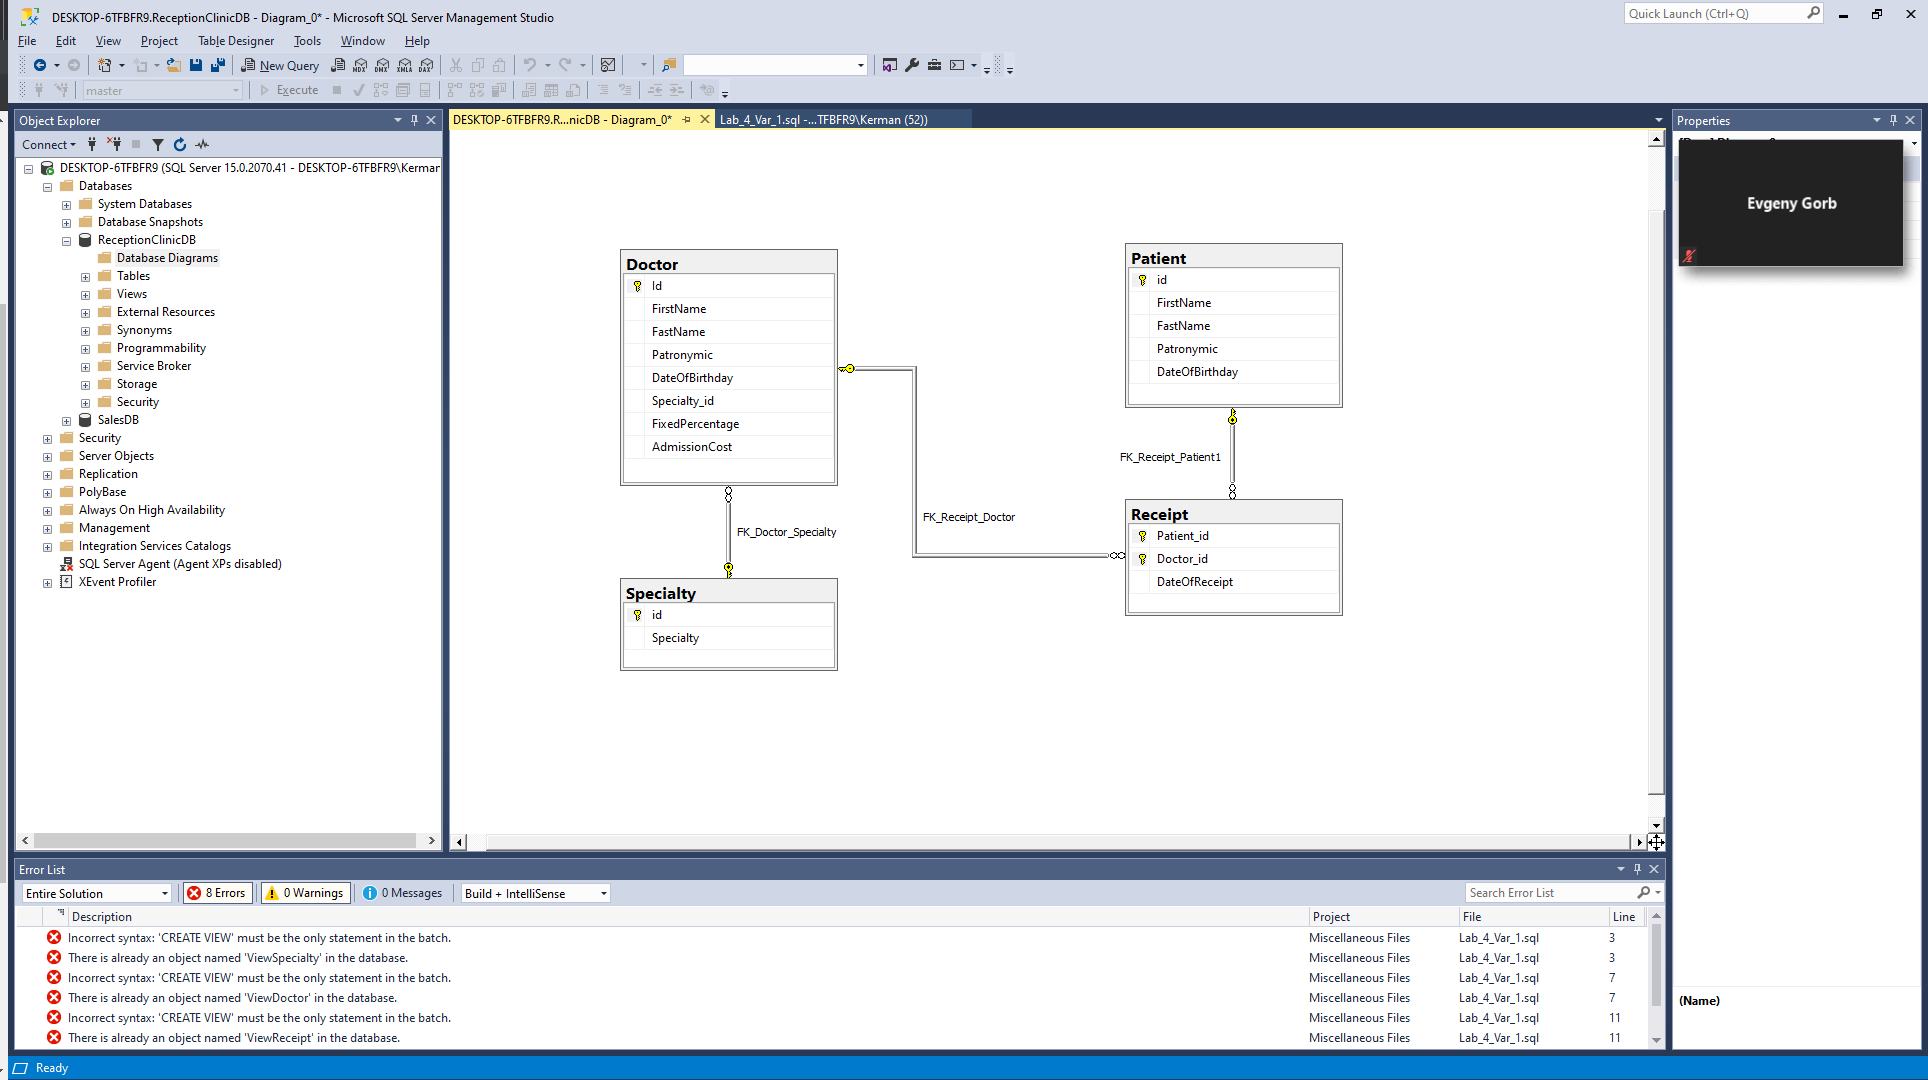 DESKTOP-6TFBFR9.ReceptionClinicDB - Diagram_0* - Microsoft SQL Server Management Studio
Quick Launch (Ctrl+Q)
File Edit View Project Table Designer Tools Window Help
New Query MDX DMX XMLA DAX
master Execute
Object Explorer
Connect
DESKTOP-6TFBFR9 (SQL Server 15.0.2070.41 - DESKTOP-6TFBFR9\Kerman
Databases
System Databases
Database Snapshots
ReceptionClinicDB
Database Diagrams
Tables
Views
External Resources
Synonyms
Programmability
Service Broker
Storage
Security
SalesDB
Security
Server Objects
Replication
PolyBase
Always On High Availability
Management
Integration Services Catalogs
SQL Server Agent (Agent XPs disabled)
XEvent Profiler
DESKTOP-6TFBFR9.R...nicDB - Diagram_0*
Lab_4_Var_1.sql -...TFBFR9\Kerman (52))
Doctor
Id
FirstName
FastName
Patronymic
DateOfBirthday
Specialty_id
FixedPercentage
AdmissionCost
FK_Doctor_Specialty
Specialty
id
Specialty
FK_Receipt_Doctor
Patient
id
FirstName
FastName
Patronymic
DateOfBirthday
FK_Receipt_Patient1
Receipt
Patient_id
Doctor_id
DateOfReceipt
Properties
Evgeny Gorb
(Name)
Error List
Entire Solution 8 Errors 0 Warnings 0 Messages Build + IntelliSense Search Error List
Description Project File Line
Incorrect syntax: 'CREATE VIEW' must be the only statement in the batch. Miscellaneous Files Lab_4_Var_1.sql 3
There is already an object named 'ViewSpecialty' in the database. Miscellaneous Files Lab_4_Var_1.sql 3
Incorrect syntax: 'CREATE VIEW' must be the only statement in the batch. Miscellaneous Files Lab_4_Var_1.sql 7
There is already an object named 'ViewDoctor' in the database. Miscellaneous Files Lab_4_Var_1.sql 7
Incorrect syntax: 'CREATE VIEW' must be the only statement in the batch. Miscellaneous Files Lab_4_Var_1.sql 11
There is already an object named 'ViewReceipt' in the database. Miscellaneous Files Lab_4_Var_1.sql 11
Ready